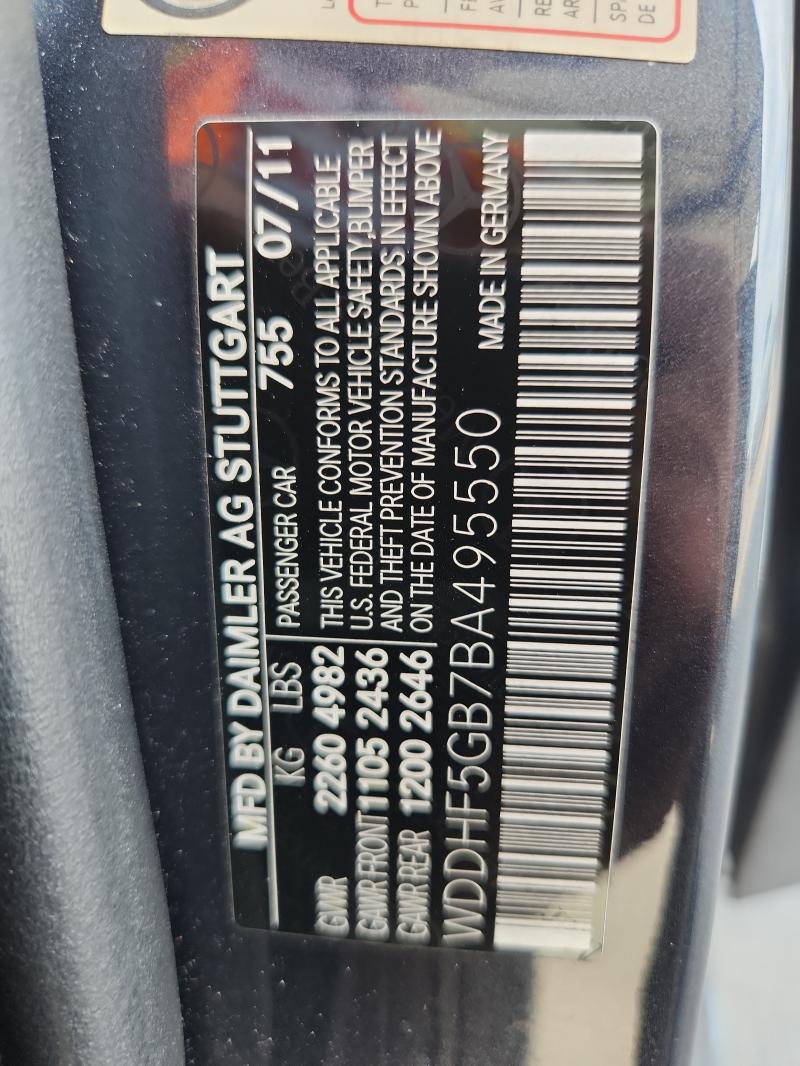 MFD BY DAIMLER AG STUTTGART
KG LBS PASSENGER CAR 755 07/11
GVWR 2260 4982 THIS VEHICLE CONFORMS TO ALL APPLICABLE
GAWR FRONT 1105 2436 U.S. FEDERAL MOTOR VEHICLE SAFETY,BUMPER
GAWR REAR 1200 2646 AND THEFT PREVENTION STANDARDS IN EFFECT
ON THE DATE OF MANUFACTURE SHOWN ABOVE
WDDHF5GB7BA495550 MADE IN GERMANY